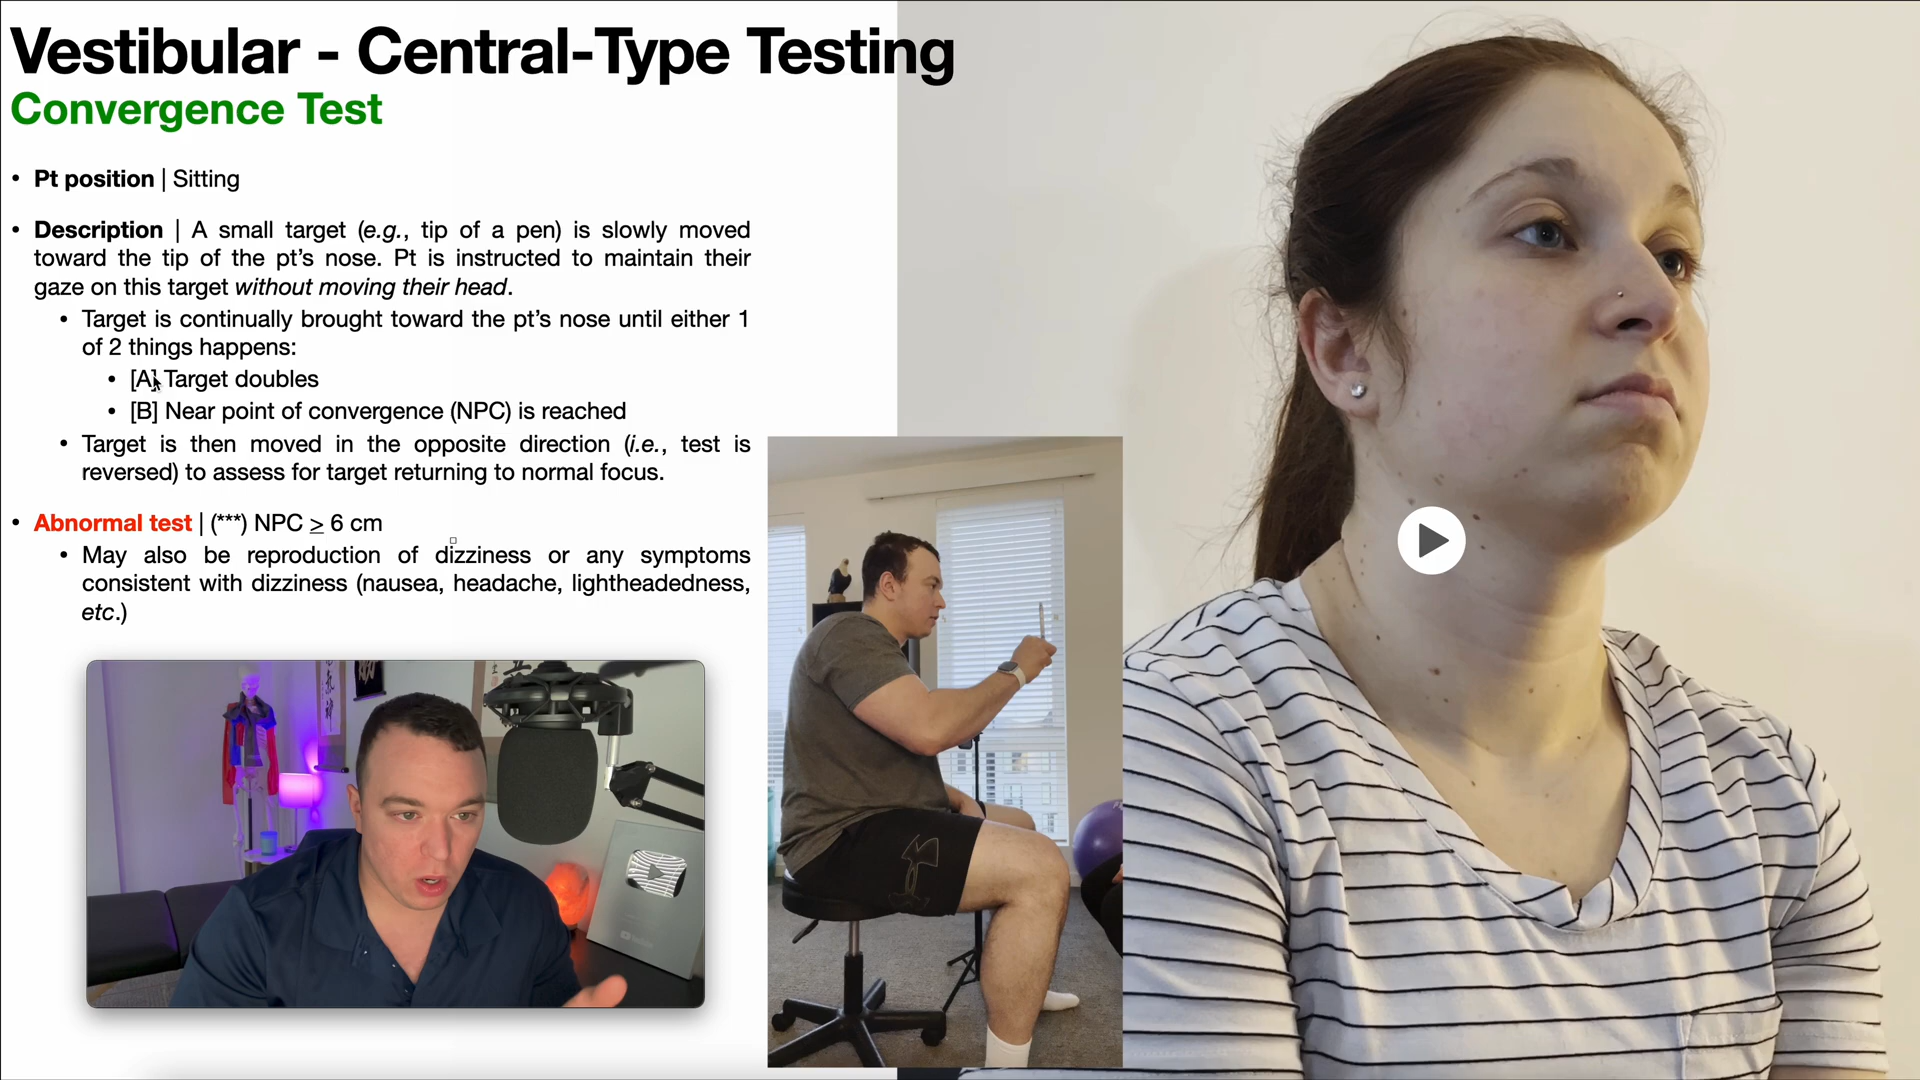 Vestibular - Central-Type Testing
Convergence Test
• Pt position | Sitting
• Description | A small target (e.g., tip of a pen) is slowly moved
toward the tip of the pt’s nose. Pt is instructed to maintain their
gaze on this target without moving their head.
• Target is continually brought toward the pt’s nose until either 1
of 2 things happens:
• [A] Target doubles
• [B] Near point of convergence (NPC) is reached
• Target is then moved in the opposite direction (i.e., test is
reversed) to assess for target returning to normal focus.
• Abnormal test | (***) NPC ≥ 6 cm
• May also be reproduction of dizziness or any symptoms
consistent with dizziness (nausea, headache, lightheadedness,
etc.)